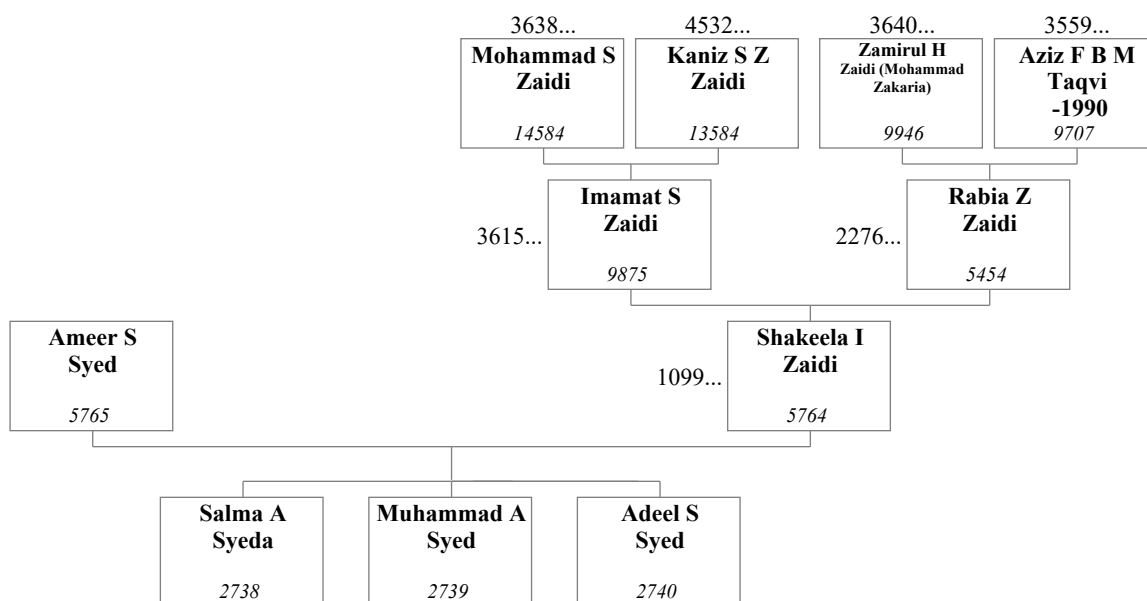 3638...
4532...
3640...
3559...
Mohammad S
Zaidi
14584
Kaniz S Z
Zaidi
13584
Zamirul H
Zaidi (Mohammad
Zakaria)
9946
Aziz F B M
Taqvi
-1990
9707
3615...
Imamat S
Zaidi
9875
2276...
Rabia Z
Zaidi
5454
Ameer S
Syed
5765
1099...
Shakeela I
Zaidi
5764
Salma A
Syeda
2738
Muhammad A
Syed
2739
Adeel S
Syed
2740